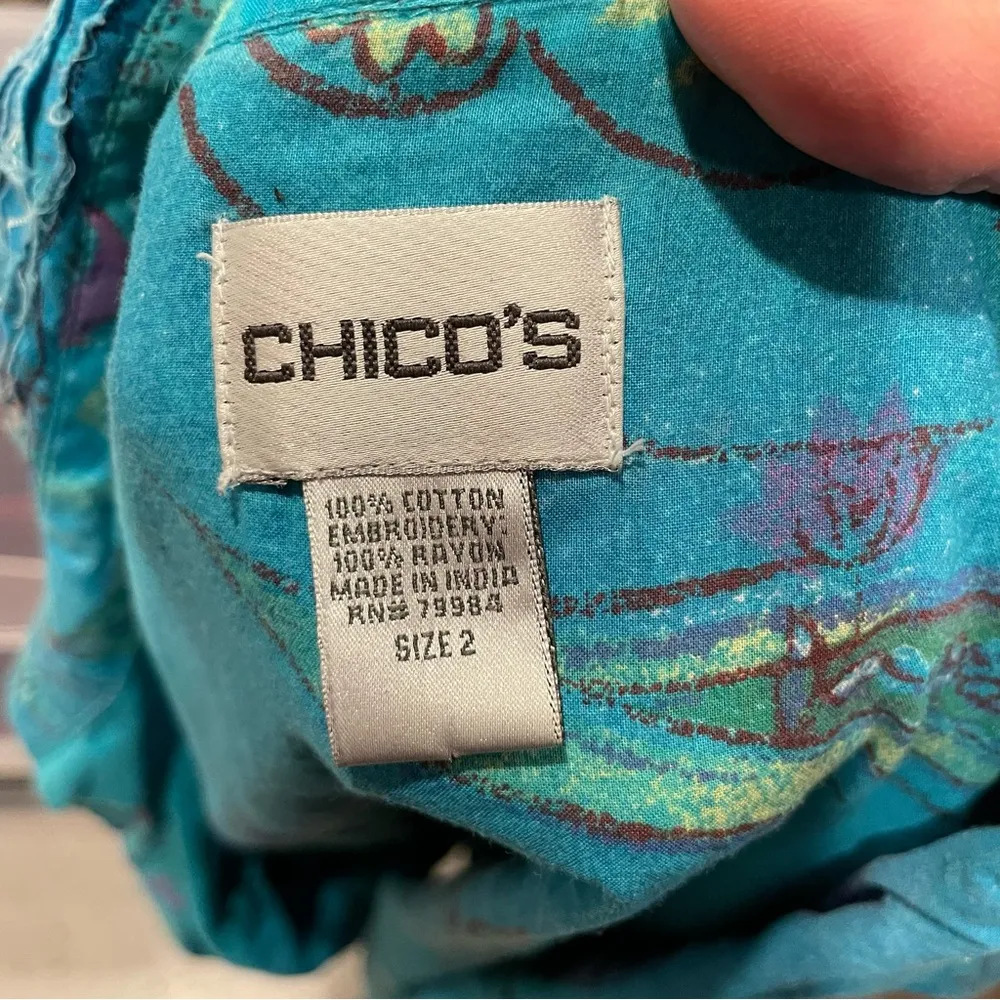 CHICO'S
100% COTTON
EMBROIDERY:
100% RAYON
MADE IN INDIA
RN# 79984
SIZE 2